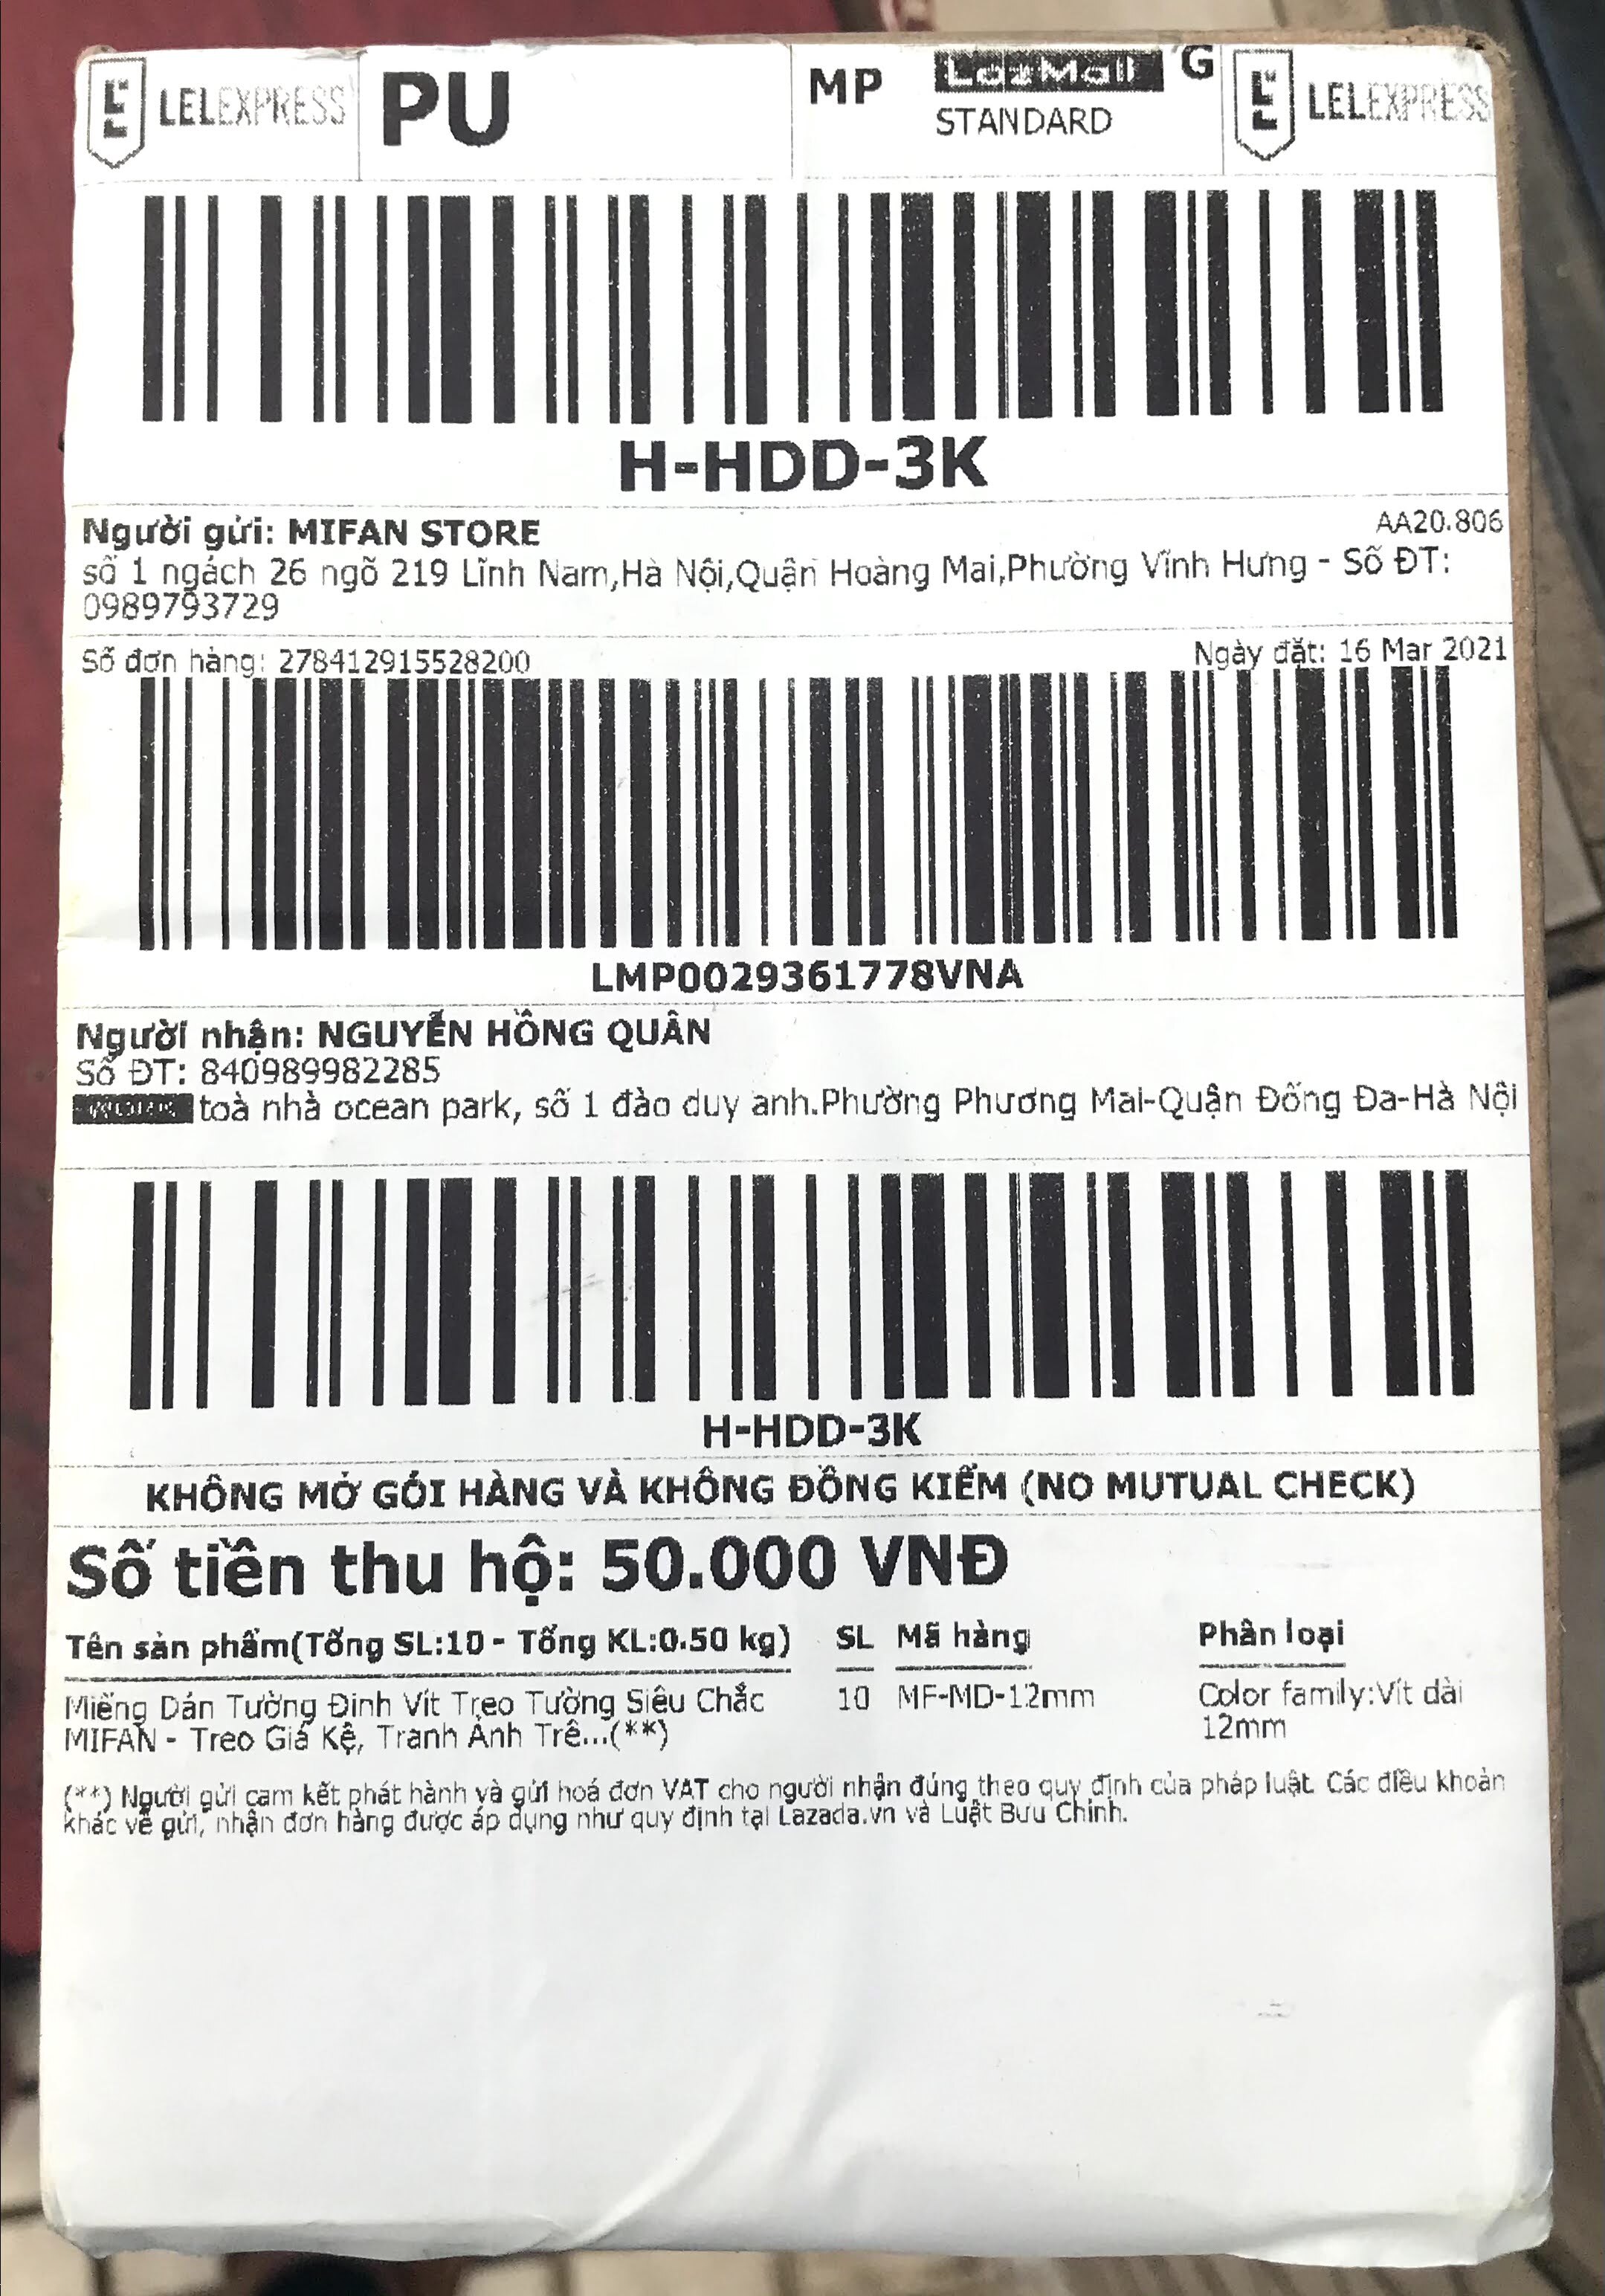 LELEXPRESS
PU
MP
LazMall
G
STANDARD
LELEXPRESS
H-HDD-3K
Người gửi: MIFAN STORE
AA20.806
số 1 ngách 26 ngõ 219 Lĩnh Nam,Hà Nội,Quận Hoàng Mai,Phường Vĩnh Hưng - Số ĐT:
0989793729
Số đơn hàng: 278412915528200
Ngày đặt: 16 Mar 2021
LMP0029361778VNA
Người nhận: NGUYỄN HỒNG QUÂN
Số ĐT: 840989982285
toà nhà ocean park, số 1 đào duy anh.Phường Phương Mai-Quận Đống Đa-Hà Nội
H-HDD-3K
KHÔNG MỞ GÓI HÀNG VÀ KHÔNG ĐỒNG KIỂM (NO MUTUAL CHECK)
Số tiền thu hộ: 50.000 VNĐ
Tên sản phẩm(Tổng SL:10 - Tổng KL:0.50 kg) SL Mã hàng Phân loại
Miếng Dán Tường Đinh Vít Treo Tường Siêu Chắc 10 MF-MD-12mm Color family:Vít dài
MIFAN - Treo Giá Kệ, Tranh Ảnh Trê...(**) 12mm
(**) Người gửi cam kết phát hành và gửi hoá đơn VAT cho người nhận đúng theo quy định của pháp luật. Các điều khoản
khác về gửi, nhận đơn hàng được áp dụng như quy định tại Lazada.vn và Luật Bưu Chính.